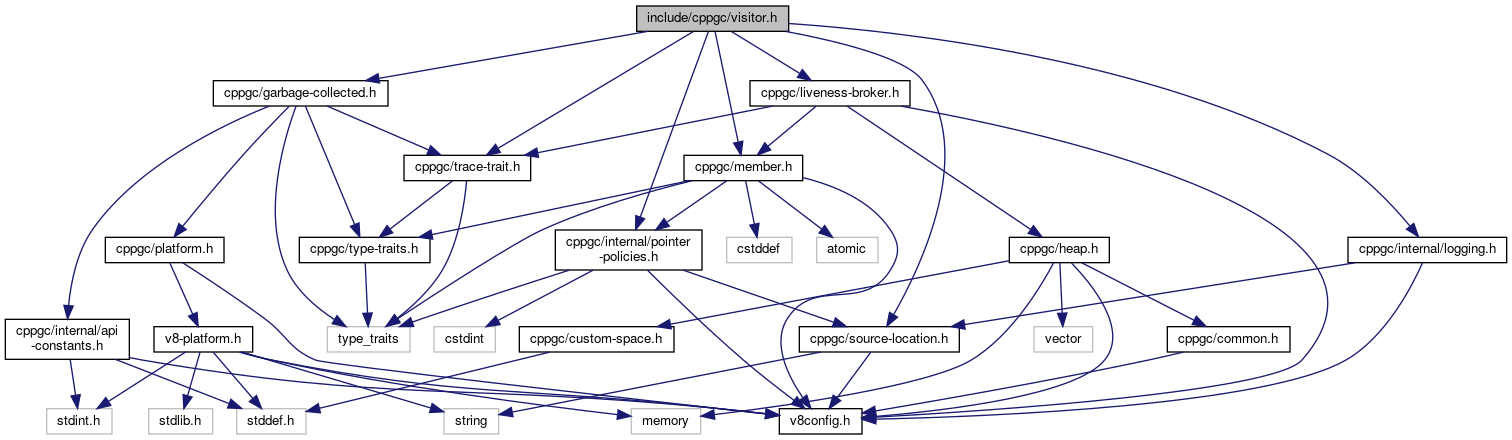 include/cppgc/visitor.h
cppgc/garbage-collected.h
cppgc/liveness-broker.h
cppgc/trace-trait.h
cppgc/member.h
cppgc/platform.h
cppgc/type-traits.h
cppgc/internal/pointer
-policies.h
cstddef
atomic
cppgc/heap.h
cppgc/internal/logging.h
cppgc/internal/api
-constants.h
v8-platform.h
type_traits
cstdint
cppgc/custom-space.h
cppgc/source-location.h
vector
cppgc/common.h
stdint.h
stdlib.h
stddef.h
string
memory
v8config.h